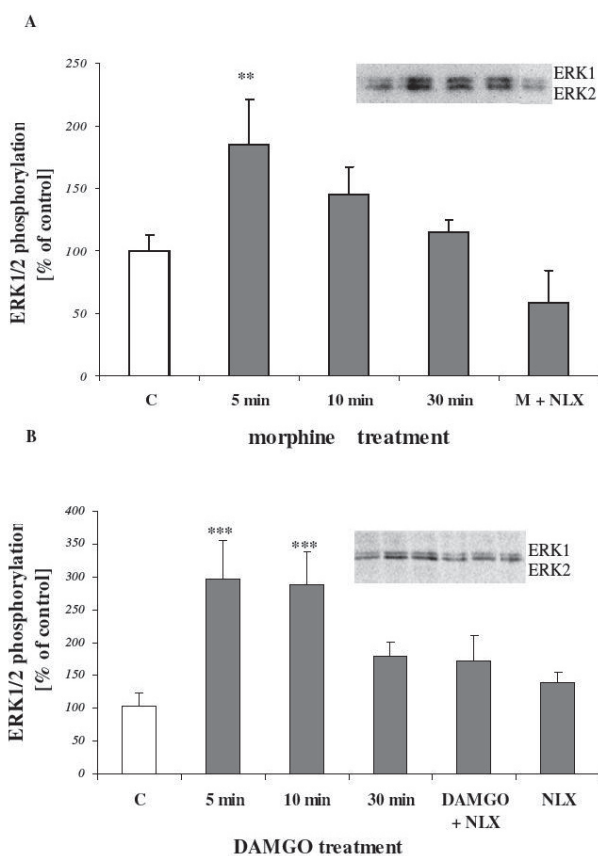 A
ERK1/2 phosphorylation
[% of control]
250
200
150
100
50
0
**
ERK1
ERK2
C 5 min 10 min 30 min M + NLX
morphine treatment
B
ERK1/2 phosphorylation
[% of control]
400
350
300
250
200
150
100
50
0
***
***
ERK1
ERK2
C 5 min 10 min 30 min DAMGO NLX
+ NLX
DAMGO treatment